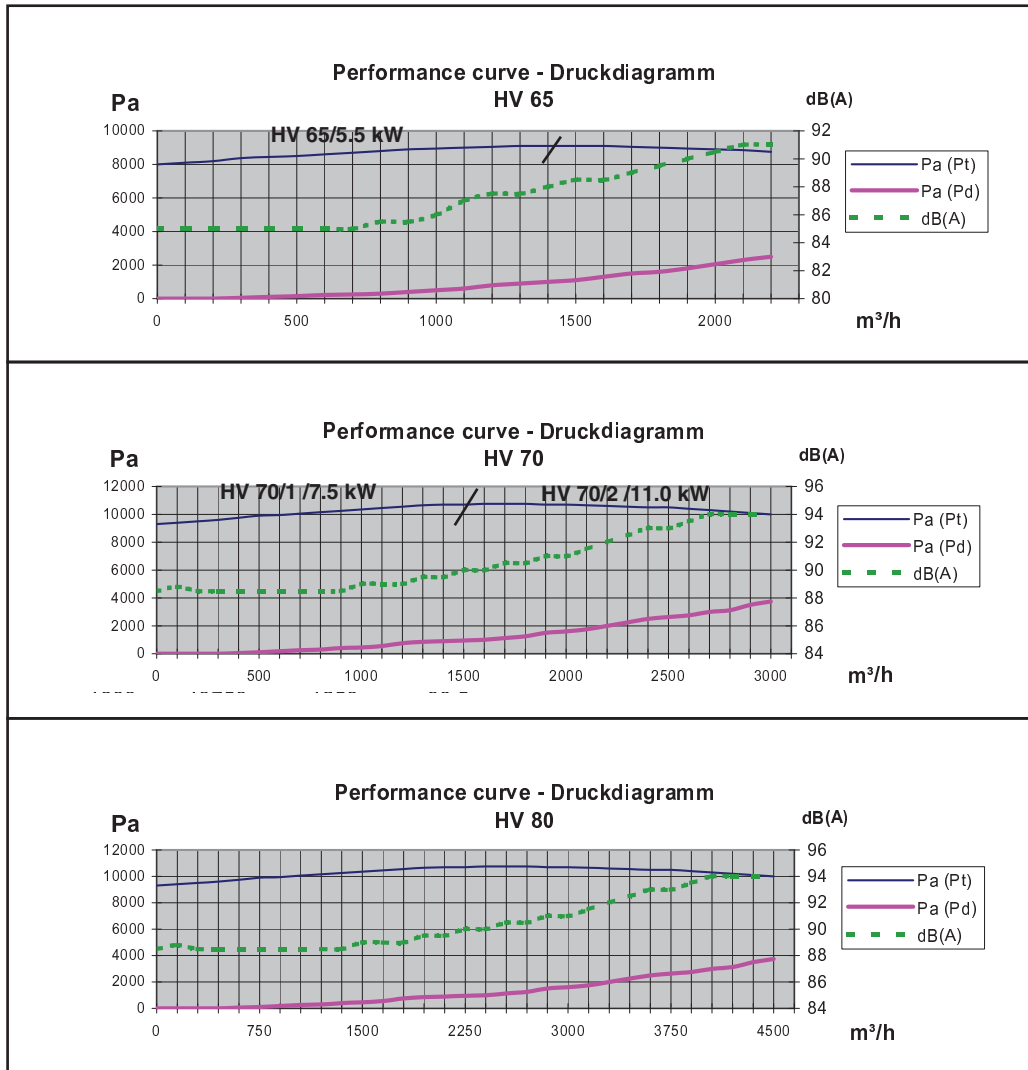 Performance curve - Druckdiagramm
HV 65
Pa
dB(A)
HV 65/5.5 kW
10000
8000
6000
4000
2000
0
92
90
88
86
84
82
80
0 500 1000 1500 2000
m³/h
Pa (Pt)
Pa (Pd)
dB(A)
Performance curve - Druckdiagramm
HV 70
Pa
dB(A)
HV 70/1 /7.5 kW HV 70/2 /11.0 kW
12000
10000
8000
6000
4000
2000
0
96
94
92
90
88
86
84
0 500 1000 1500 2000 2500 3000
m³/h
Pa (Pt)
Pa (Pd)
dB(A)
Performance curve - Druckdiagramm
HV 80
Pa
dB(A)
12000
10000
8000
6000
4000
2000
0
96
94
92
90
88
86
84
0 750 1500 2250 3000 3750 4500
m³/h
Pa (Pt)
Pa (Pd)
dB(A)